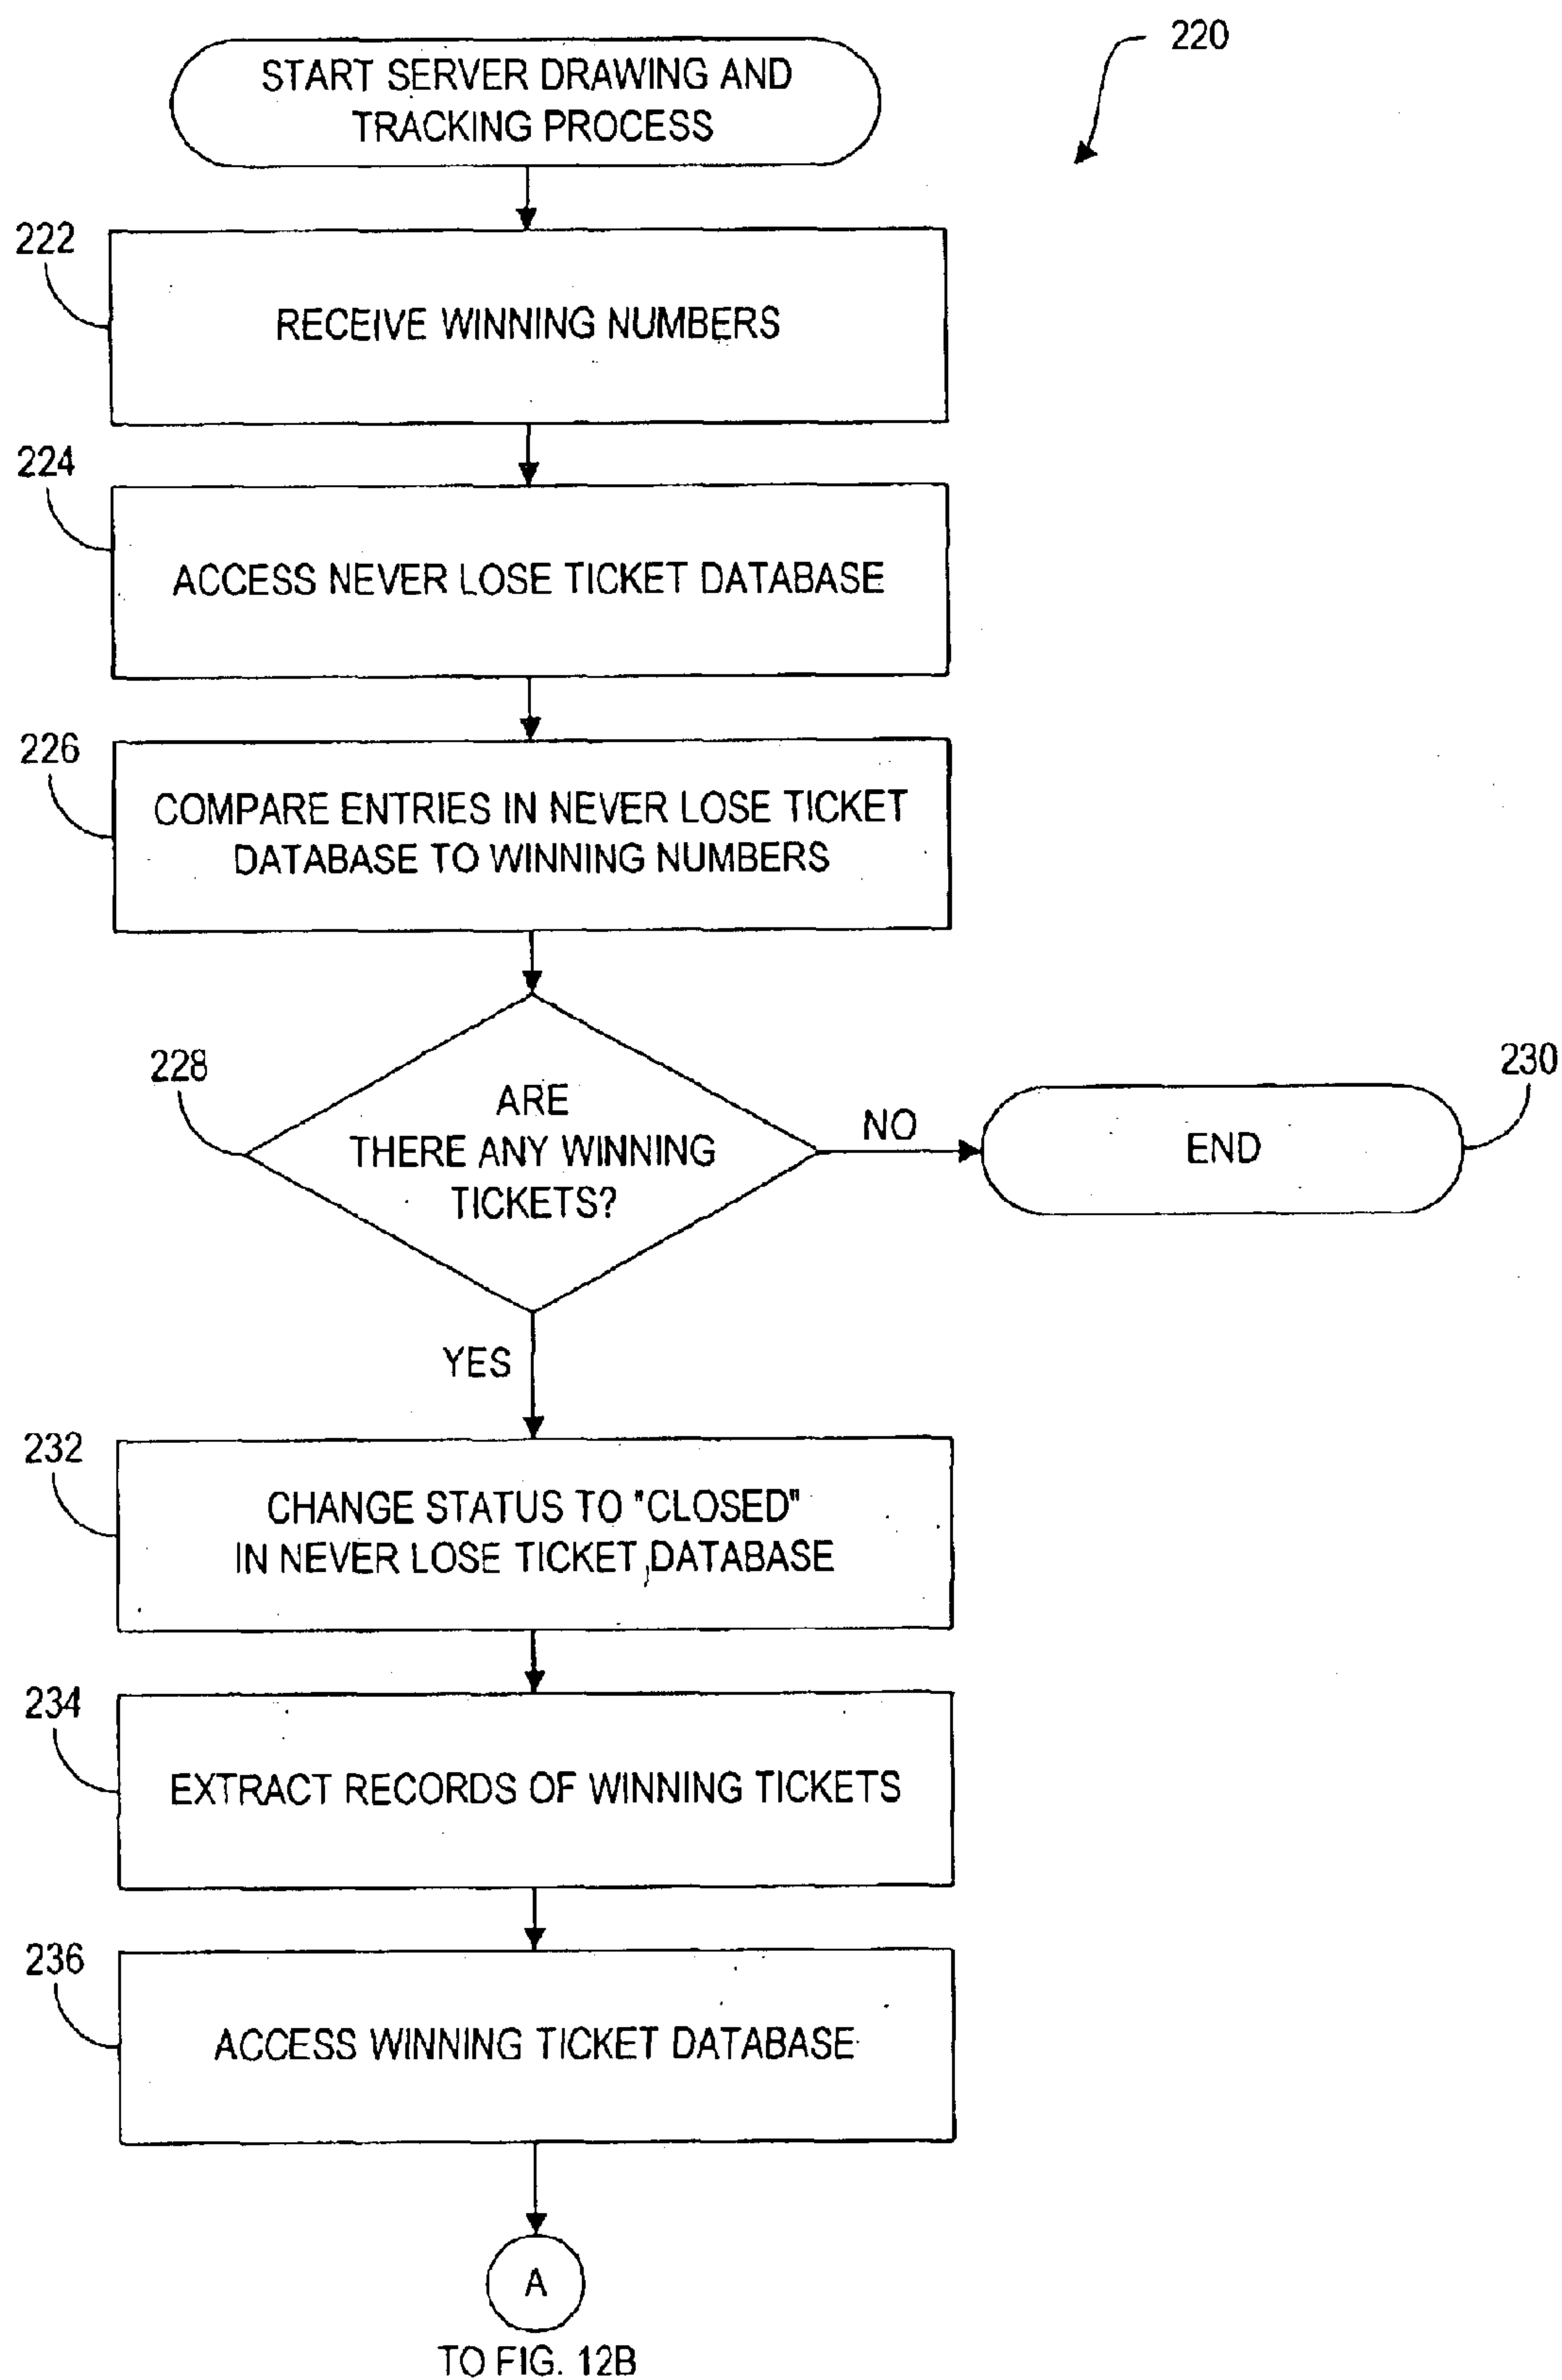 220
START SERVER DRAWING AND
TRACKING PROCESS
222
RECEIVE WINNING NUMBERS
224
ACCESS NEVER LOSE TICKET DATABASE
226
COMPARE ENTRIES IN NEVER LOSE TICKET
DATABASE TO WINNING NUMBERS
228
ARE
THERE ANY WINNING
TICKETS?
NO
230
END
YES
232
CHANGE STATUS TO "CLOSED"
IN NEVER LOSE TICKET DATABASE
234
EXTRACT RECORDS OF WINNING TICKETS
236
ACCESS WINNING TICKET DATABASE
A
TO FIG. 12B